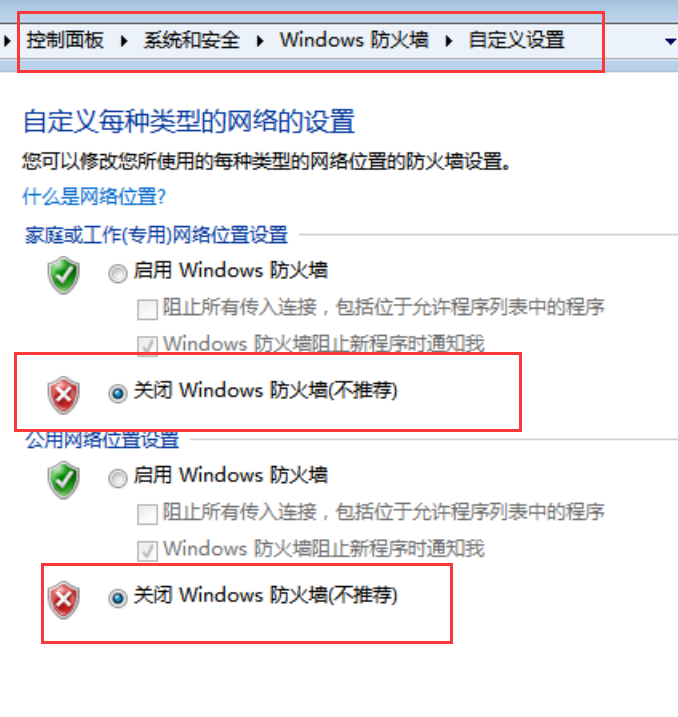 控制面板 系统和安全 Windows 防火墙 自定义设置
自定义每种类型的网络的设置
您可以修改您所使用的每种类型的网络位置的防火墙设置。
什么是网络位置?
家庭或工作(专用)网络位置设置
启用 Windows 防火墙
阻止所有传入连接，包括位于允许程序列表中的程序
Windows 防火墙阻止新程序时通知我
关闭 Windows 防火墙(不推荐)
公用网络位置设置
启用 Windows 防火墙
阻止所有传入连接，包括位于允许程序列表中的程序
Windows 防火墙阻止新程序时通知我
关闭 Windows 防火墙(不推荐)